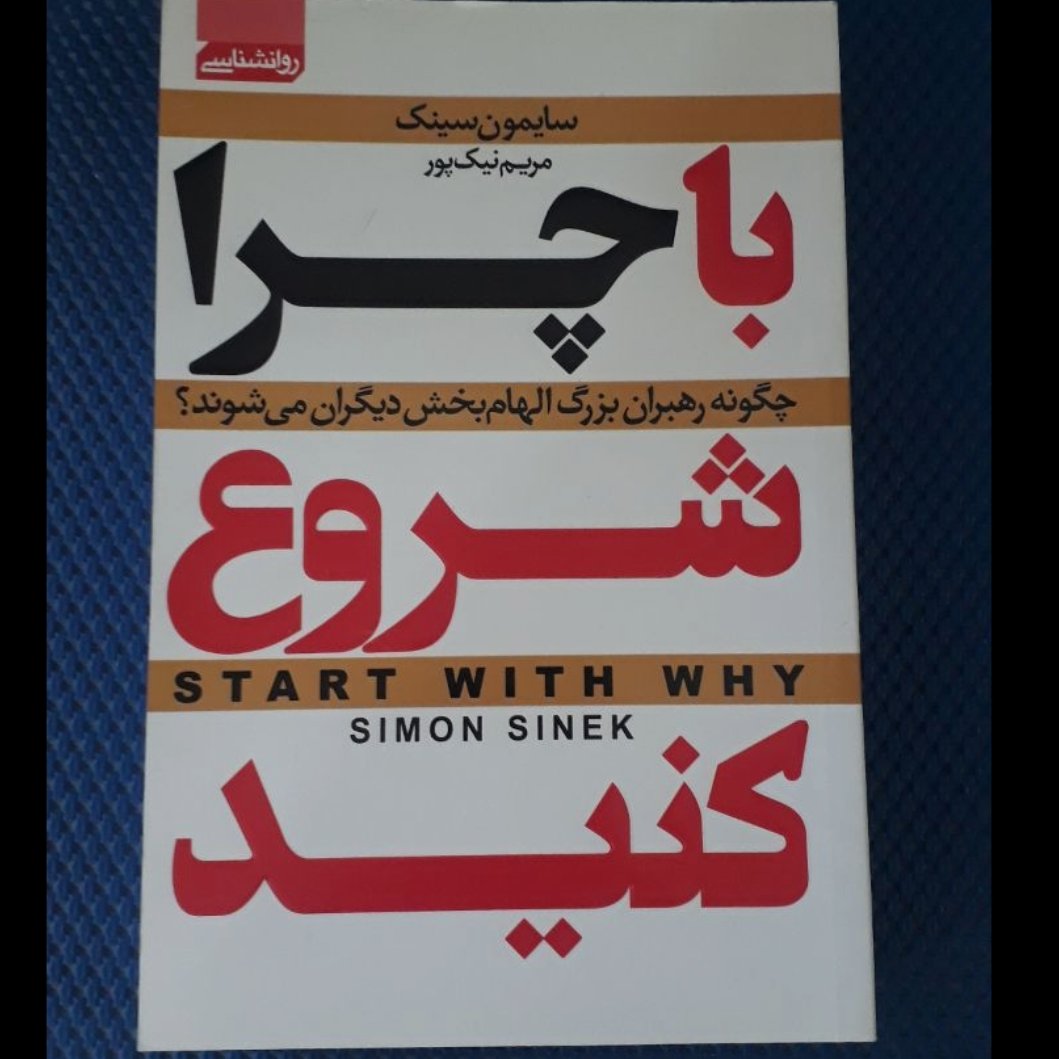 روانشناسی
سایمون سینک
مریم نیک‌پور
با چرا
چگونه رهبران بزرگ الهام‌بخش دیگران می‌شوند؟
شروع
START WITH WHY
SIMON SINEK
کنید